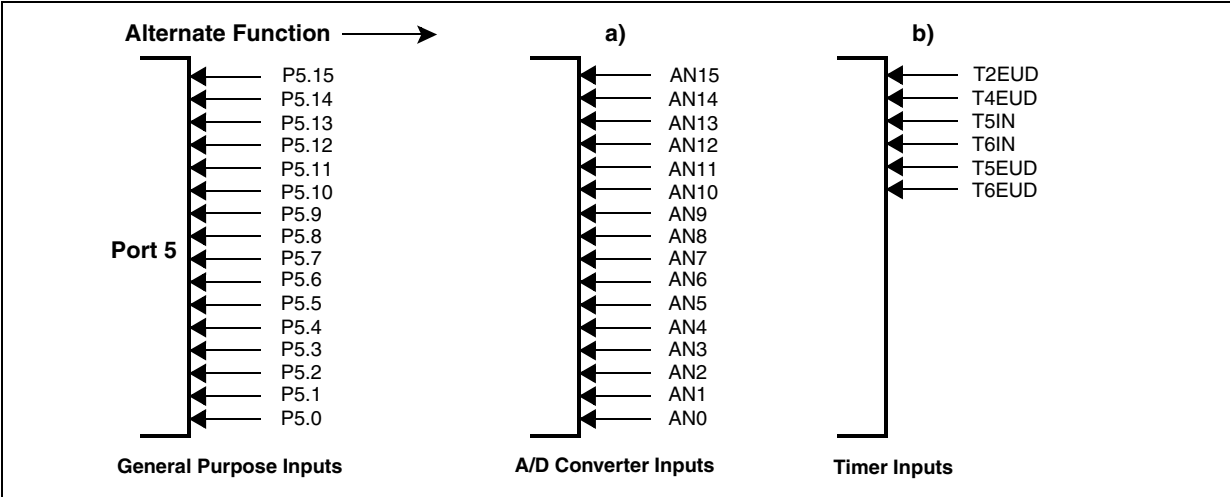 Alternate Function a) b)
P5.15 AN15 T2EUD
P5.14 AN14 T4EUD
P5.13 AN13 T5IN
P5.12 AN12 T6IN
P5.11 AN11 T5EUD
P5.10 AN10 T6EUD
P5.9 AN9
P5.8 AN8
Port 5
P5.7 AN7
P5.6 AN6
P5.5 AN5
P5.4 AN4
P5.3 AN3
P5.2 AN2
P5.1 AN1
P5.0 AN0
General Purpose Inputs A/D Converter Inputs Timer Inputs